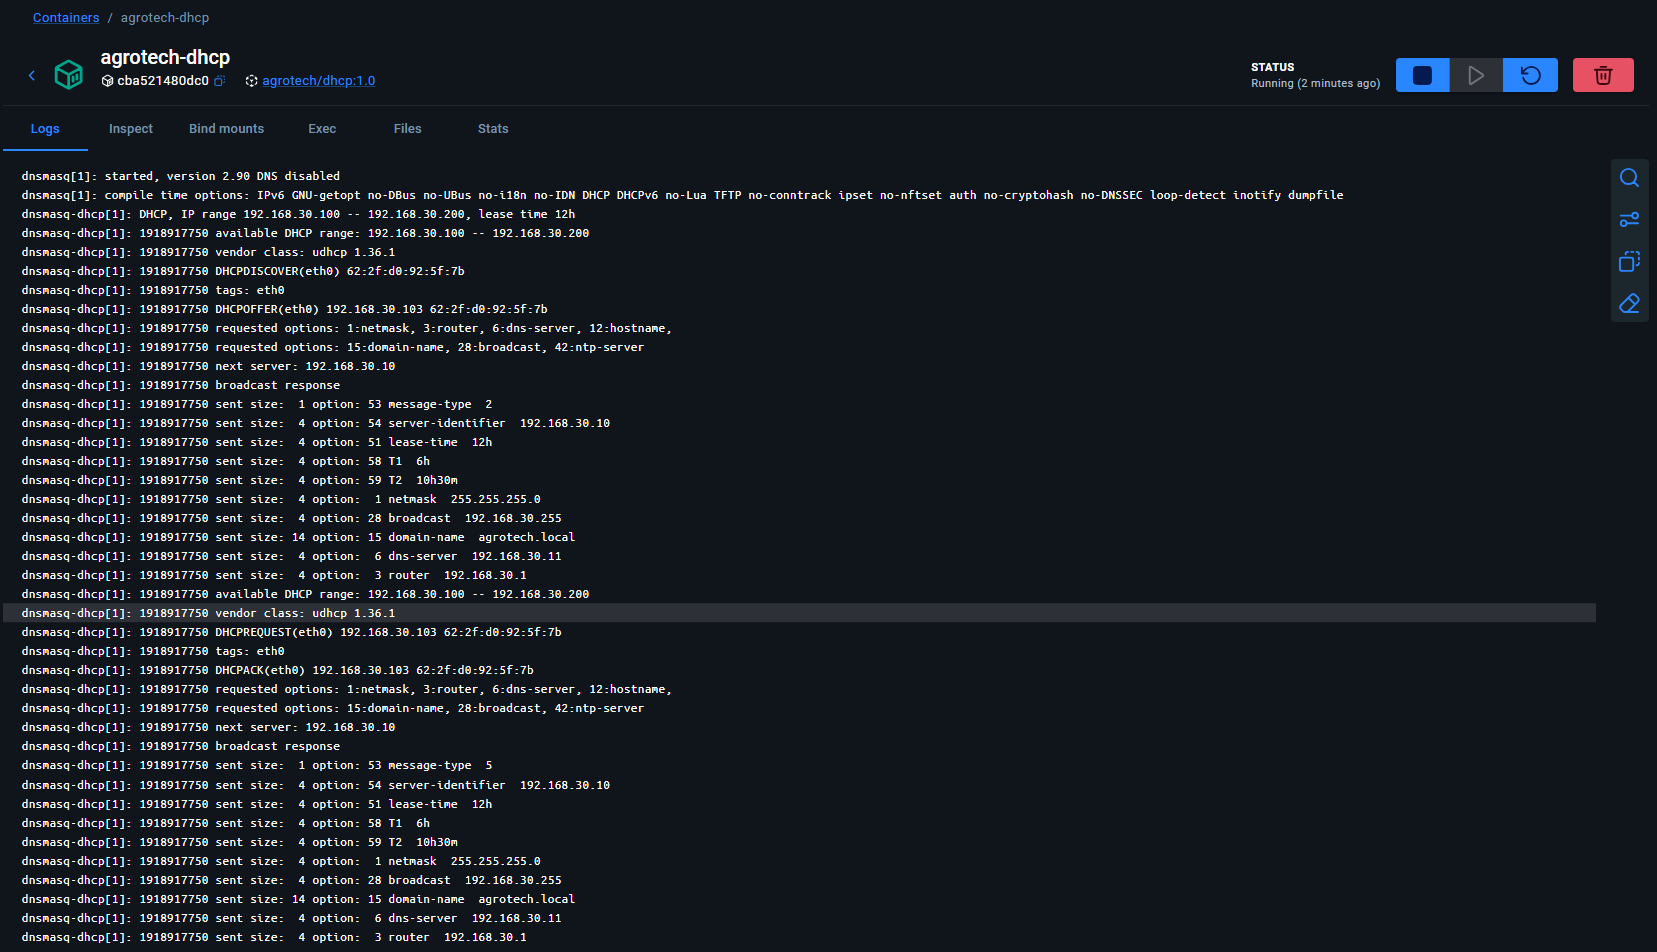 Containers / agrotech-dhcp
agrotech-dhcp
cba521480dc0 agrotech/dhcp:1.0
STATUS
Running (2 minutes ago)
Logs Inspect Bind mounts Exec Files Stats
dnsmasq[1]: started, version 2.90 DNS disabled
dnsmasq[1]: compile time options: IPv6 GNU-getopt no-DBus no-UBus no-i18n no-IDN DHCP DHCPv6 no-Lua TFTP no-conntrack ipset no-nftset auth no-cryptohash no-DNSSEC loop-detect inotify dumpfile
dnsmasq-dhcp[1]: DHCP, IP range 192.168.30.100 -- 192.168.30.200, lease time 12h
dnsmasq-dhcp[1]: 1918917750 available DHCP range: 192.168.30.100 -- 192.168.30.200
dnsmasq-dhcp[1]: 1918917750 vendor class: udhcp 1.36.1
dnsmasq-dhcp[1]: 1918917750 DHCPDISCOVER(eth0) 62:2f:d0:92:5f:7b
dnsmasq-dhcp[1]: 1918917750 tags: eth0
dnsmasq-dhcp[1]: 1918917750 DHCPOFFER(eth0) 192.168.30.103 62:2f:d0:92:5f:7b
dnsmasq-dhcp[1]: 1918917750 requested options: 1:netmask, 3:router, 6:dns-server, 12:hostname,
dnsmasq-dhcp[1]: 1918917750 requested options: 15:domain-name, 28:broadcast, 42:ntp-server
dnsmasq-dhcp[1]: 1918917750 next server: 192.168.30.10
dnsmasq-dhcp[1]: 1918917750 broadcast response
dnsmasq-dhcp[1]: 1918917750 sent size:  1 option: 53 message-type  2
dnsmasq-dhcp[1]: 1918917750 sent size:  4 option: 54 server-identifier  192.168.30.10
dnsmasq-dhcp[1]: 1918917750 sent size:  4 option: 51 lease-time  12h
dnsmasq-dhcp[1]: 1918917750 sent size:  4 option: 58 T1  6h
dnsmasq-dhcp[1]: 1918917750 sent size:  4 option: 59 T2  10h30m
dnsmasq-dhcp[1]: 1918917750 sent size:  4 option:  1 netmask  255.255.255.0
dnsmasq-dhcp[1]: 1918917750 sent size:  4 option: 28 broadcast  192.168.30.255
dnsmasq-dhcp[1]: 1918917750 sent size: 14 option: 15 domain-name  agrotech.local
dnsmasq-dhcp[1]: 1918917750 sent size:  4 option:  6 dns-server  192.168.30.11
dnsmasq-dhcp[1]: 1918917750 sent size:  4 option:  3 router  192.168.30.1
dnsmasq-dhcp[1]: 1918917750 available DHCP range: 192.168.30.100 -- 192.168.30.200
dnsmasq-dhcp[1]: 1918917750 vendor class: udhcp 1.36.1
dnsmasq-dhcp[1]: 1918917750 DHCPREQUEST(eth0) 192.168.30.103 62:2f:d0:92:5f:7b
dnsmasq-dhcp[1]: 1918917750 tags: eth0
dnsmasq-dhcp[1]: 1918917750 DHCPACK(eth0) 192.168.30.103 62:2f:d0:92:5f:7b
dnsmasq-dhcp[1]: 1918917750 requested options: 1:netmask, 3:router, 6:dns-server, 12:hostname,
dnsmasq-dhcp[1]: 1918917750 requested options: 15:domain-name, 28:broadcast, 42:ntp-server
dnsmasq-dhcp[1]: 1918917750 next server: 192.168.30.10
dnsmasq-dhcp[1]: 1918917750 broadcast response
dnsmasq-dhcp[1]: 1918917750 sent size:  1 option: 53 message-type  5
dnsmasq-dhcp[1]: 1918917750 sent size:  4 option: 54 server-identifier  192.168.30.10
dnsmasq-dhcp[1]: 1918917750 sent size:  4 option: 51 lease-time  12h
dnsmasq-dhcp[1]: 1918917750 sent size:  4 option: 58 T1  6h
dnsmasq-dhcp[1]: 1918917750 sent size:  4 option: 59 T2  10h30m
dnsmasq-dhcp[1]: 1918917750 sent size:  4 option:  1 netmask  255.255.255.0
dnsmasq-dhcp[1]: 1918917750 sent size:  4 option: 28 broadcast  192.168.30.255
dnsmasq-dhcp[1]: 1918917750 sent size: 14 option: 15 domain-name  agrotech.local
dnsmasq-dhcp[1]: 1918917750 sent size:  4 option:  6 dns-server  192.168.30.11
dnsmasq-dhcp[1]: 1918917750 sent size:  4 option:  3 router  192.168.30.1